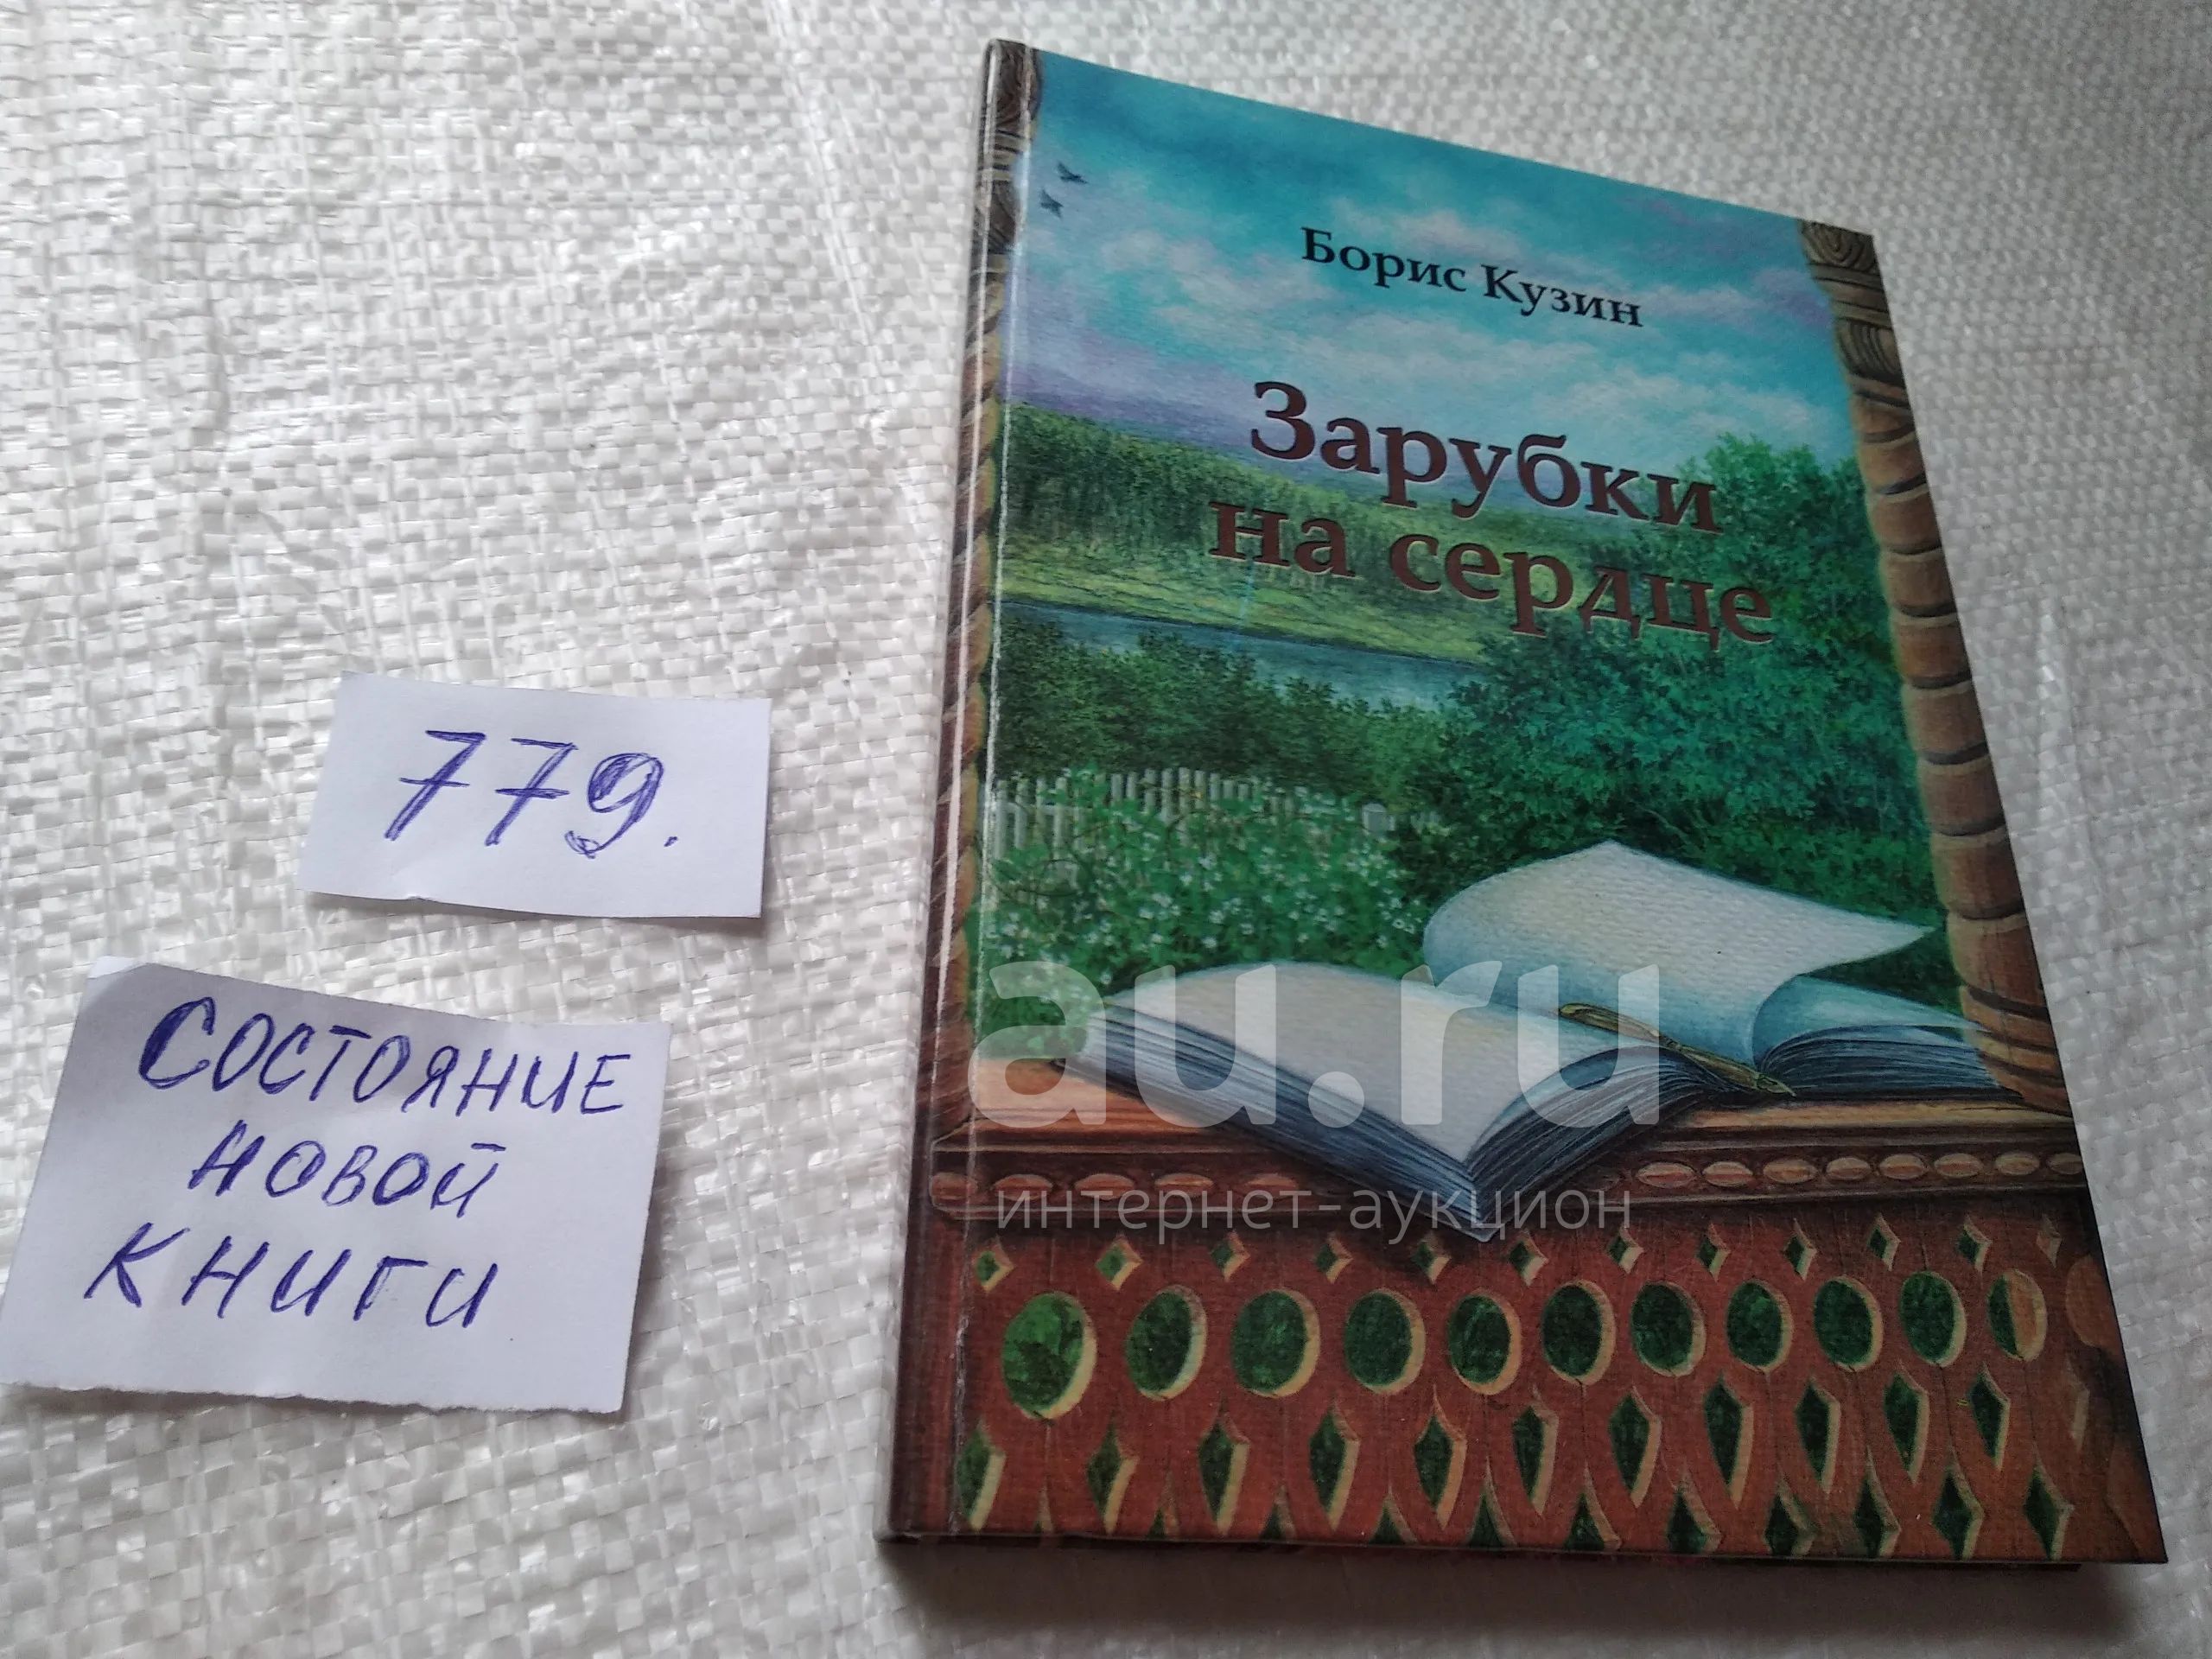 Борис Кузин
Зарубки
на сердце
779.
СОСТОЯНИЕ
НОВОЙ
КНИГИ
au.ru
интернет-аукцион